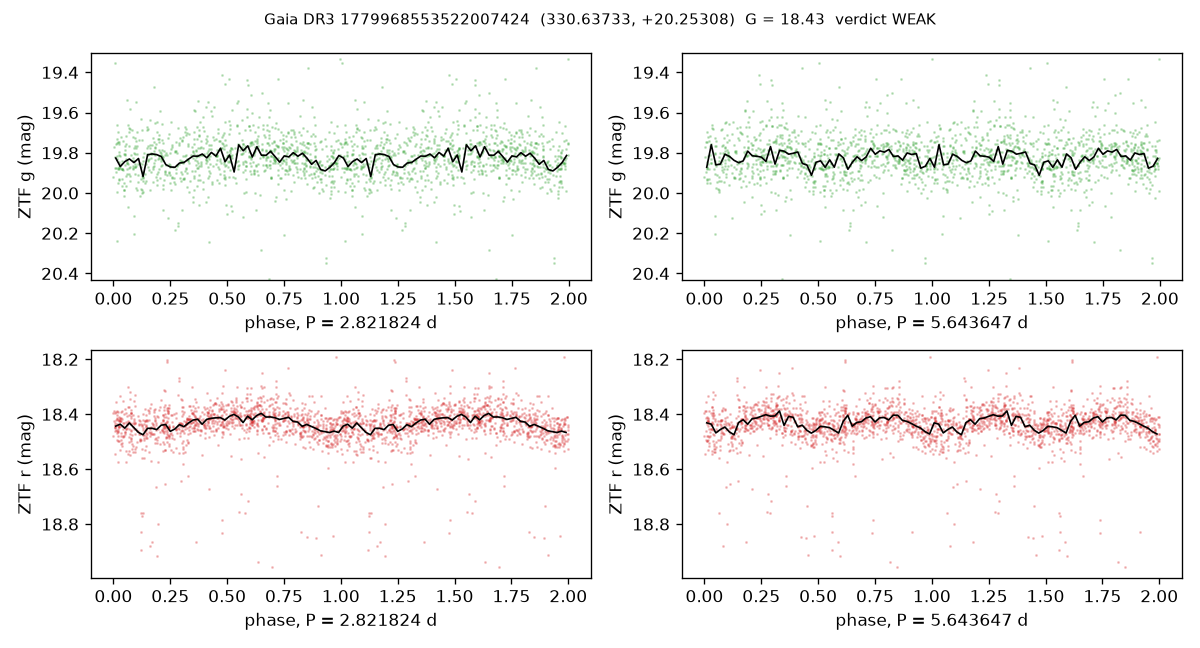 Gaia DR3 1779968553522007424 (330.63733, +20.25308) G = 18.43 verdict WEAK
ZTF g (mag)
19.4
19.6
19.8
20.0
20.2
20.4
0.00 0.25 0.50 0.75 1.00 1.25 1.50 1.75 2.00
phase, P = 2.821824 d
ZTF g (mag)
19.4
19.6
19.8
20.0
20.2
20.4
0.00 0.25 0.50 0.75 1.00 1.25 1.50 1.75 2.00
phase, P = 5.643647 d
ZTF r (mag)
18.2
18.4
18.6
18.8
0.00 0.25 0.50 0.75 1.00 1.25 1.50 1.75 2.00
phase, P = 2.821824 d
ZTF r (mag)
18.2
18.4
18.6
18.8
0.00 0.25 0.50 0.75 1.00 1.25 1.50 1.75 2.00
phase, P = 5.643647 d